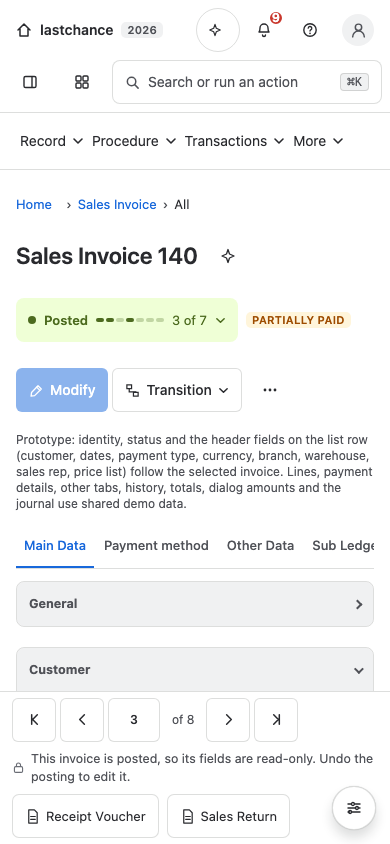 lastchance 2026
9
Search or run an action ⌘K
Record Procedure Transactions More
Home › Sales Invoice › All
Sales Invoice 140
Posted 3 of 7 PARTIALLY PAID
Modify Transition ...
Prototype: identity, status and the header fields on the list row
(customer, dates, payment type, currency, branch, warehouse,
sales rep, price list) follow the selected invoice. Lines, payment
details, other tabs, history, totals, dialog amounts and the
journal use shared demo data.
Main Data Payment method Other Data Sub Ledge
General
Customer
3 of 8
This invoice is posted, so its fields are read-only. Undo the
posting to edit it.
Receipt Voucher Sales Return